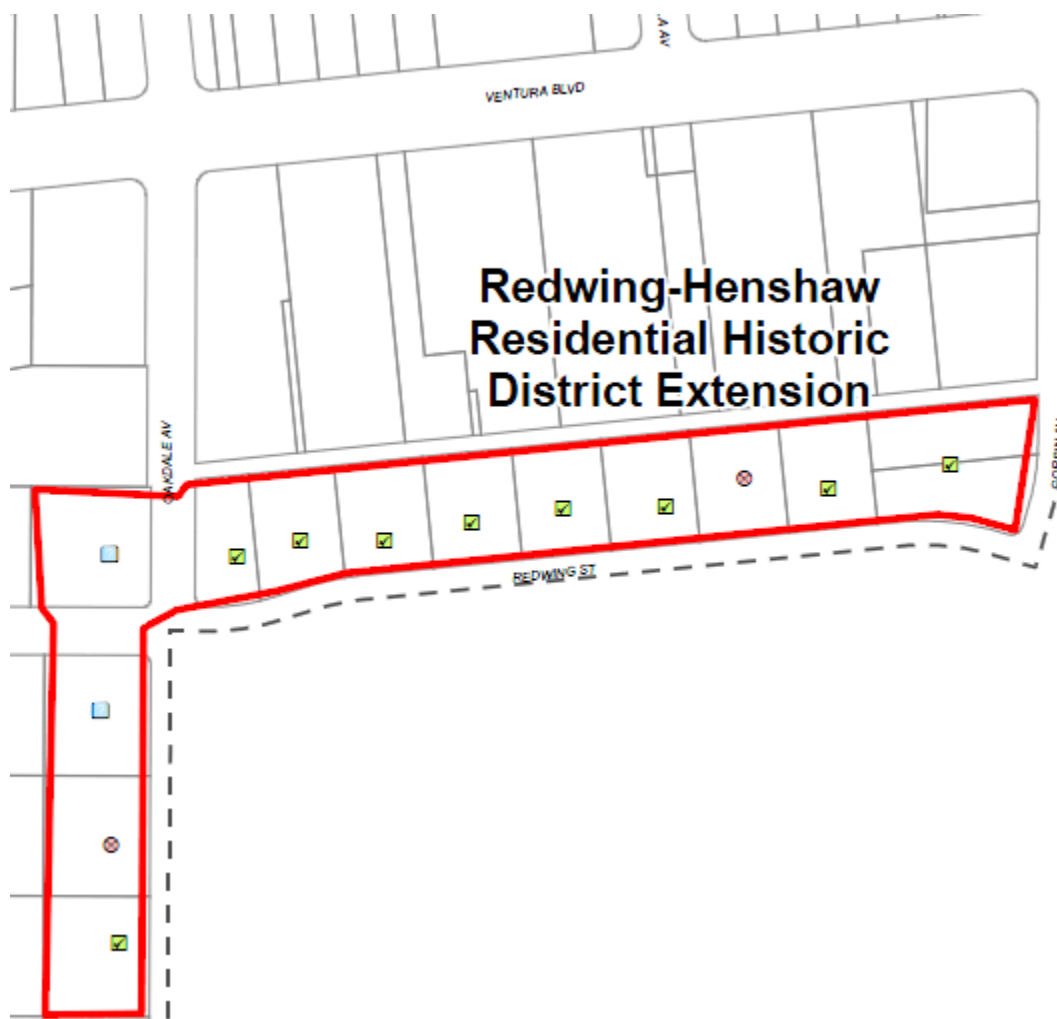 VENTURA BLVD
Redwing-Henshaw
Residential Historic
District Extension
OAKDALE AV
REDWING ST